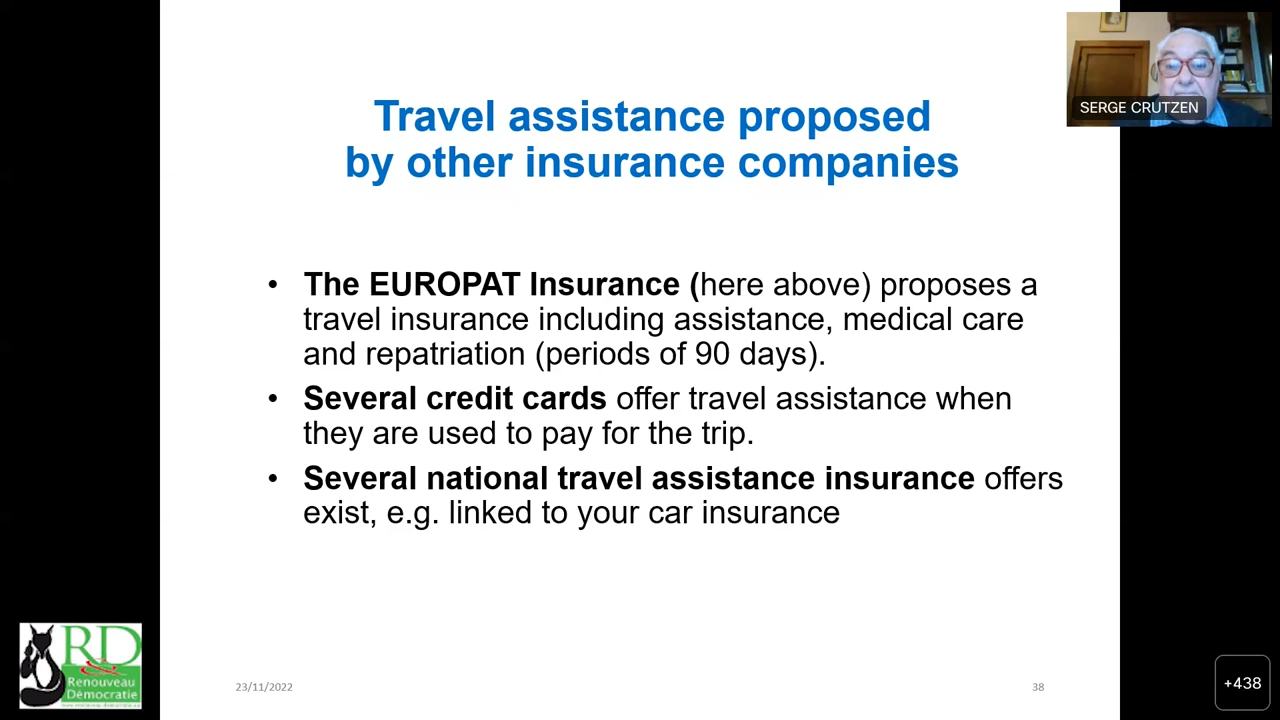 SERGE CRUTZEN
Travel assistance proposed
by other insurance companies
• The EUROPAT Insurance (here above) proposes a
travel insurance including assistance, medical care
and repatriation (periods of 90 days).
• Several credit cards offer travel assistance when
they are used to pay for the trip.
• Several national travel assistance insurance offers
exist, e.g. linked to your car insurance
RD
Renouveau
Démocratie
23/11/2022
38
+438